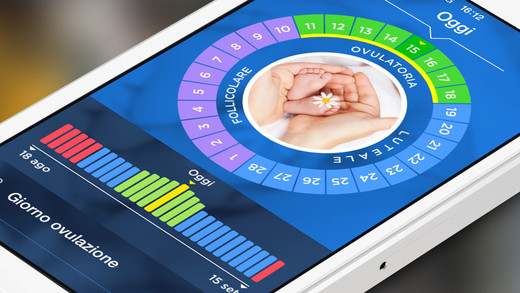 16:12
Oggi
1 2 3 4 5 6 7 8 9 10 11 12 13 14 15 16 17 18 19 20 21 22 23 24 25 26 27 28
FOLLICOLARE
OVULATORIA
LUTEALE
Oggi
18 ago
15 set
Giorno ovulazione